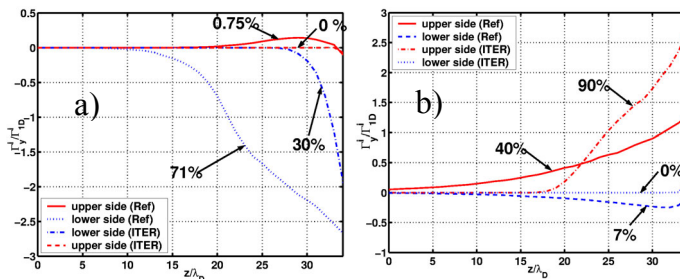 0.75%
0 %
0.5
0
-0.5
-1
-1.5
-2
-2.5
-3
a)
30%
71%
upper side (Ref)
lower side (Ref)
lower side (ITER)
upper side (ITER)
0 5 10 15 20 25 30
z/λD
3
2.5
2
1.5
1
0.5
0
-0.5
-1
upper side (Ref)
lower side (Ref)
upper side (ITER)
lower side (ITER)
b)
90%
40%
0%
7%
0 5 10 15 20 25 30
z/λD